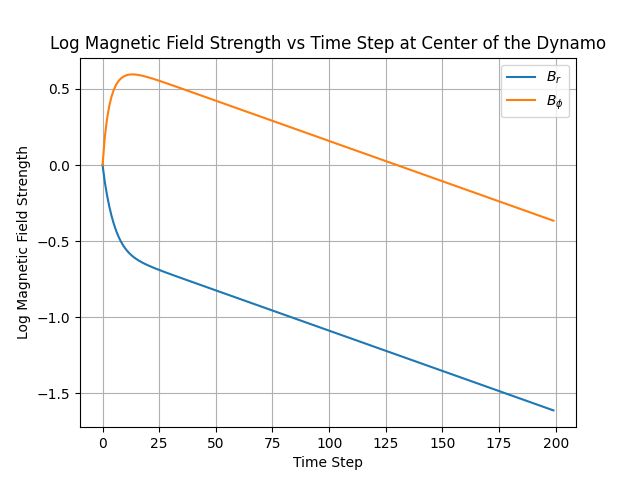 Log Magnetic Field Strength vs Time Step at Center of the Dynamo
Log Magnetic Field Strength
0.5
0.0
−0.5
−1.0
−1.5
B_r
B_ϕ
0 25 50 75 100 125 150 175 200
Time Step